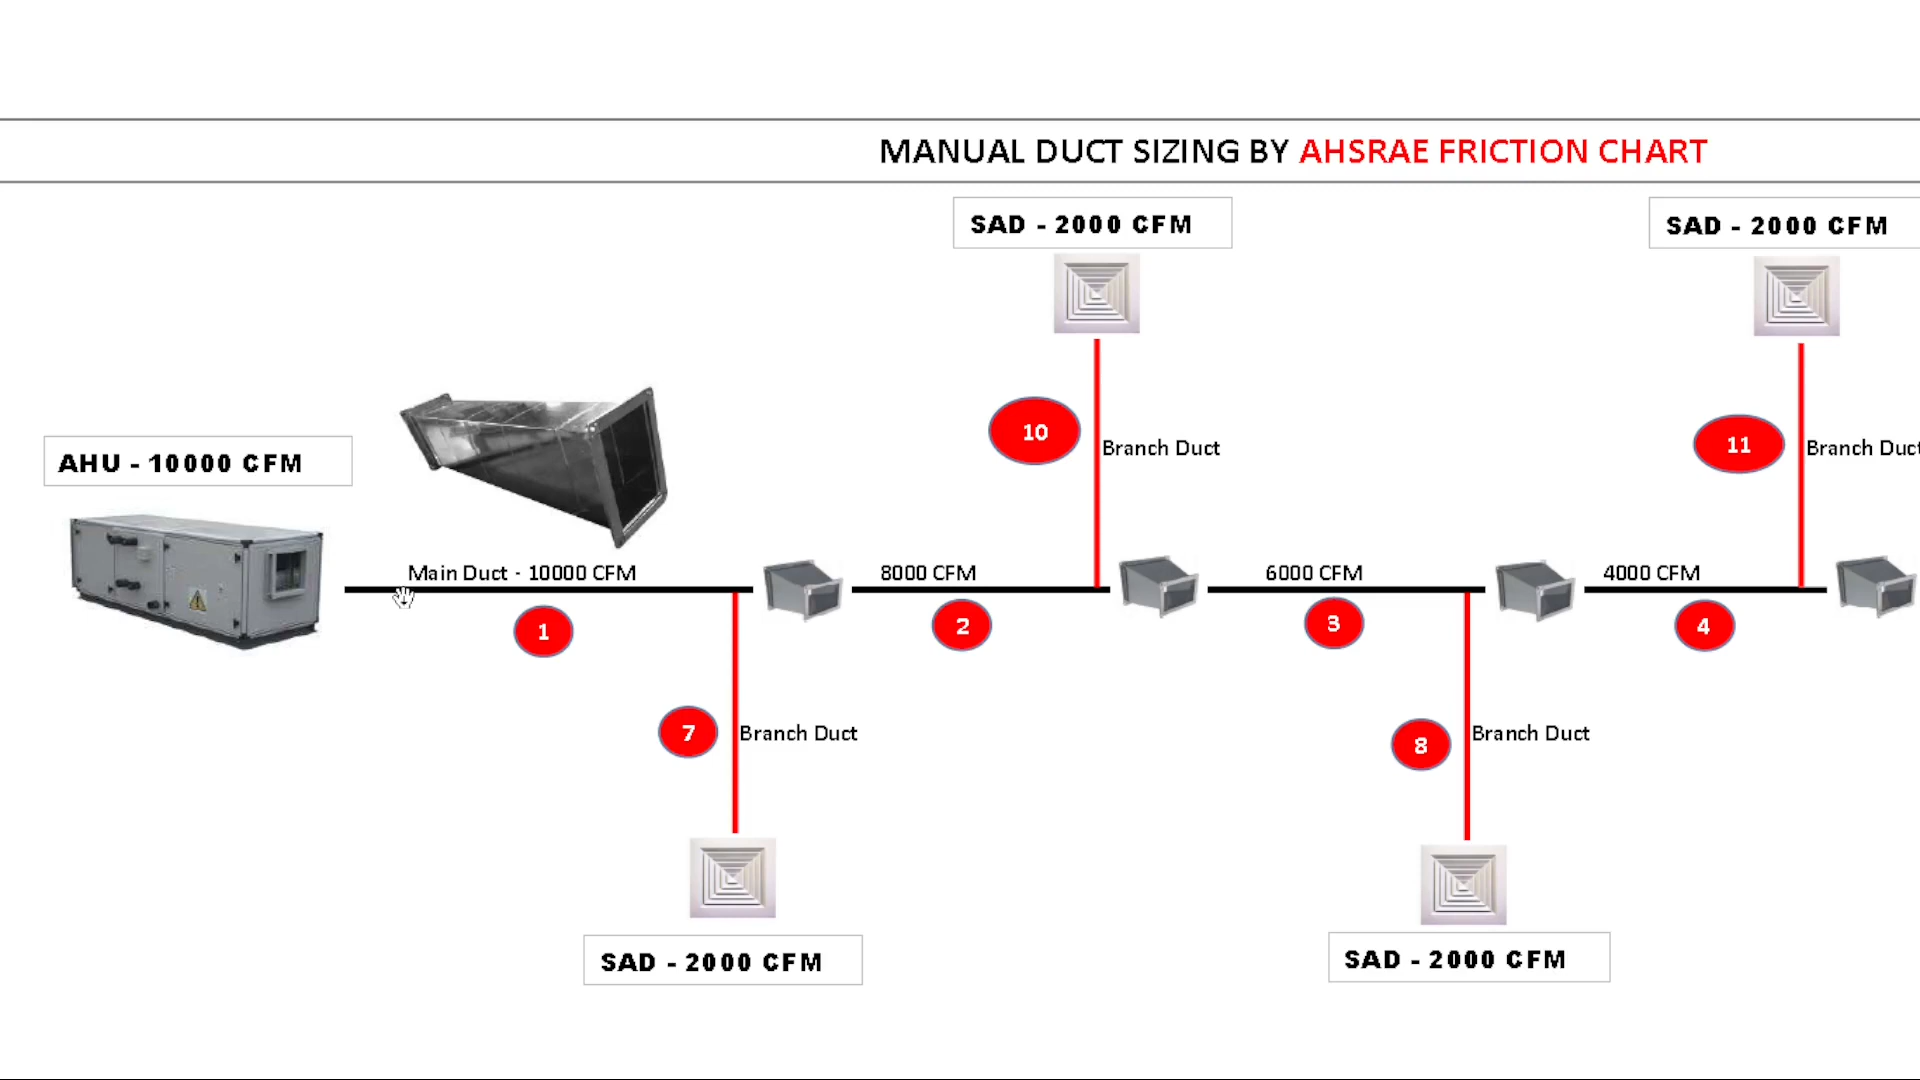 MANUAL DUCT SIZING BY AHSRAE FRICTION CHART
SAD - 2000 CFM
SAD - 2000 CFM
10
Branch Duct
11
Branch Duct
AHU - 10000 CFM
Main Duct - 10000 CFM
8000 CFM
6000 CFM
4000 CFM
1
2
3
4
7
Branch Duct
8
Branch Duct
SAD - 2000 CFM
SAD - 2000 CFM